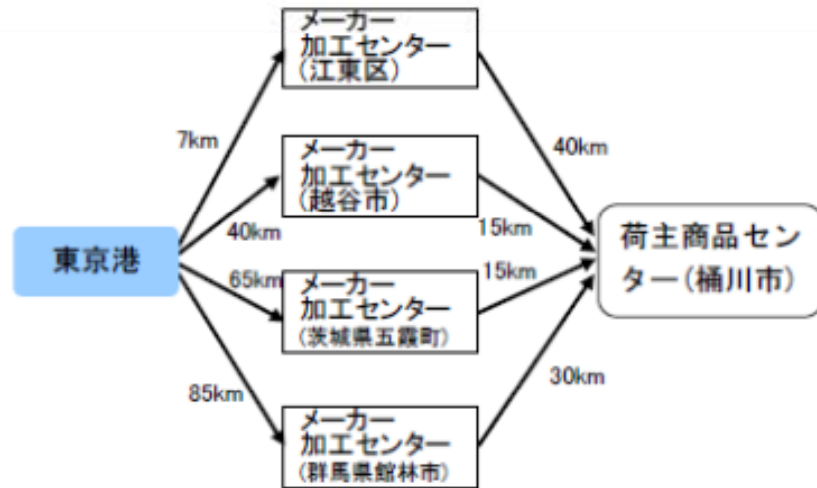 メーカー
加工センター
(江東区)
7km
40km
メーカー
加工センター
(越谷市)
40km
15km
東京港
荷主商品セン
ター(桶川市)
65km
15km
メーカー
加工センター
(茨城県五霞町)
85km
30km
メーカー
加工センター
(群馬県館林市)